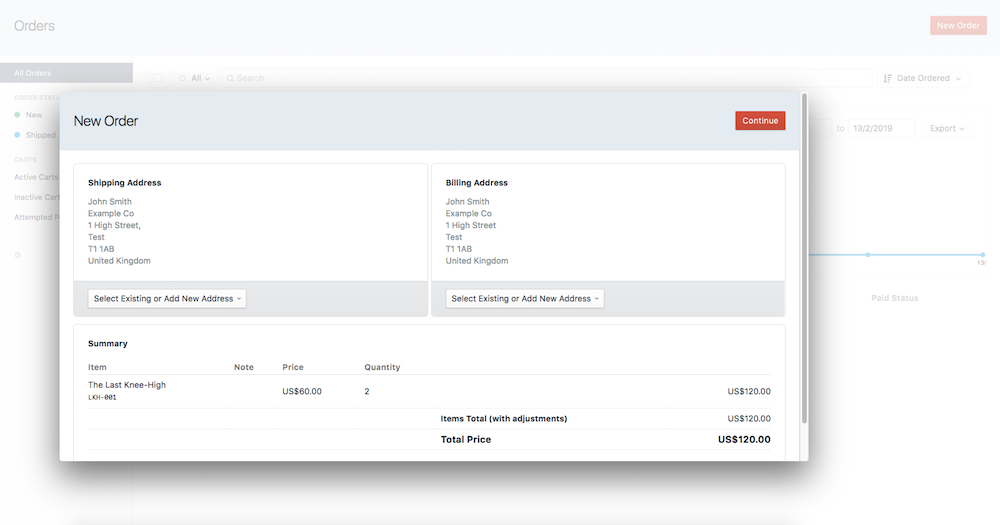 Orders
New Order
All Orders
All
Search
Date Ordered
ORDER STAT
New
Shipped
to
13/2/2019
Export
CARTS
Active Carts
Inactive Cart
Attempted P
13/
Paid Status
New Order
Continue
Shipping Address
John Smith
Example Co
1 High Street,
Test
T1 1AB
United Kingdom
Select Existing or Add New Address
Billing Address
John Smith
Example Co
1 High Street
Test
T1 1AB
United Kingdom
Select Existing or Add New Address
Summary
Item Note Price Quantity
The Last Knee-High
LKH-001
US$60.00 2 US$120.00
Items Total (with adjustments) US$120.00
Total Price US$120.00